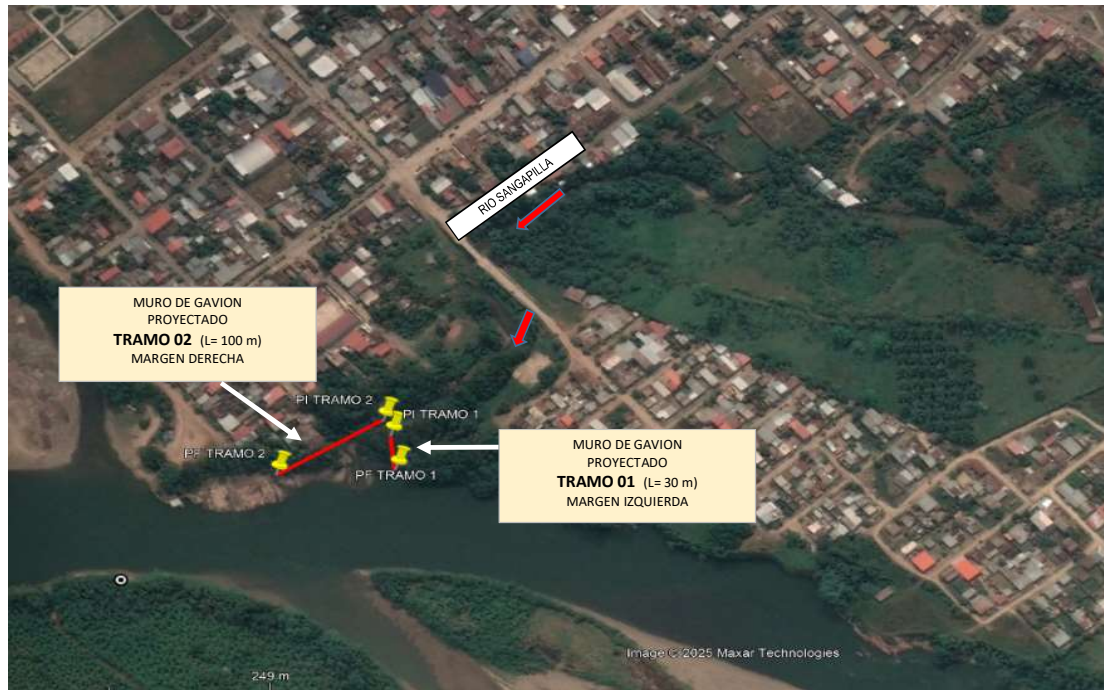 RIO SANGAPILLA
MURO DE GAVION
PROYECTADO
TRAMO 02 (L= 100 m)
MARGEN DERECHA
PI TRAMO 2
PI TRAMO 1
PF TRAMO 2
PF TRAMO 1
MURO DE GAVION
PROYECTADO
TRAMO 01 (L= 30 m)
MARGEN IZQUIERDA
Image © 2025 Maxar Technologies
249 m